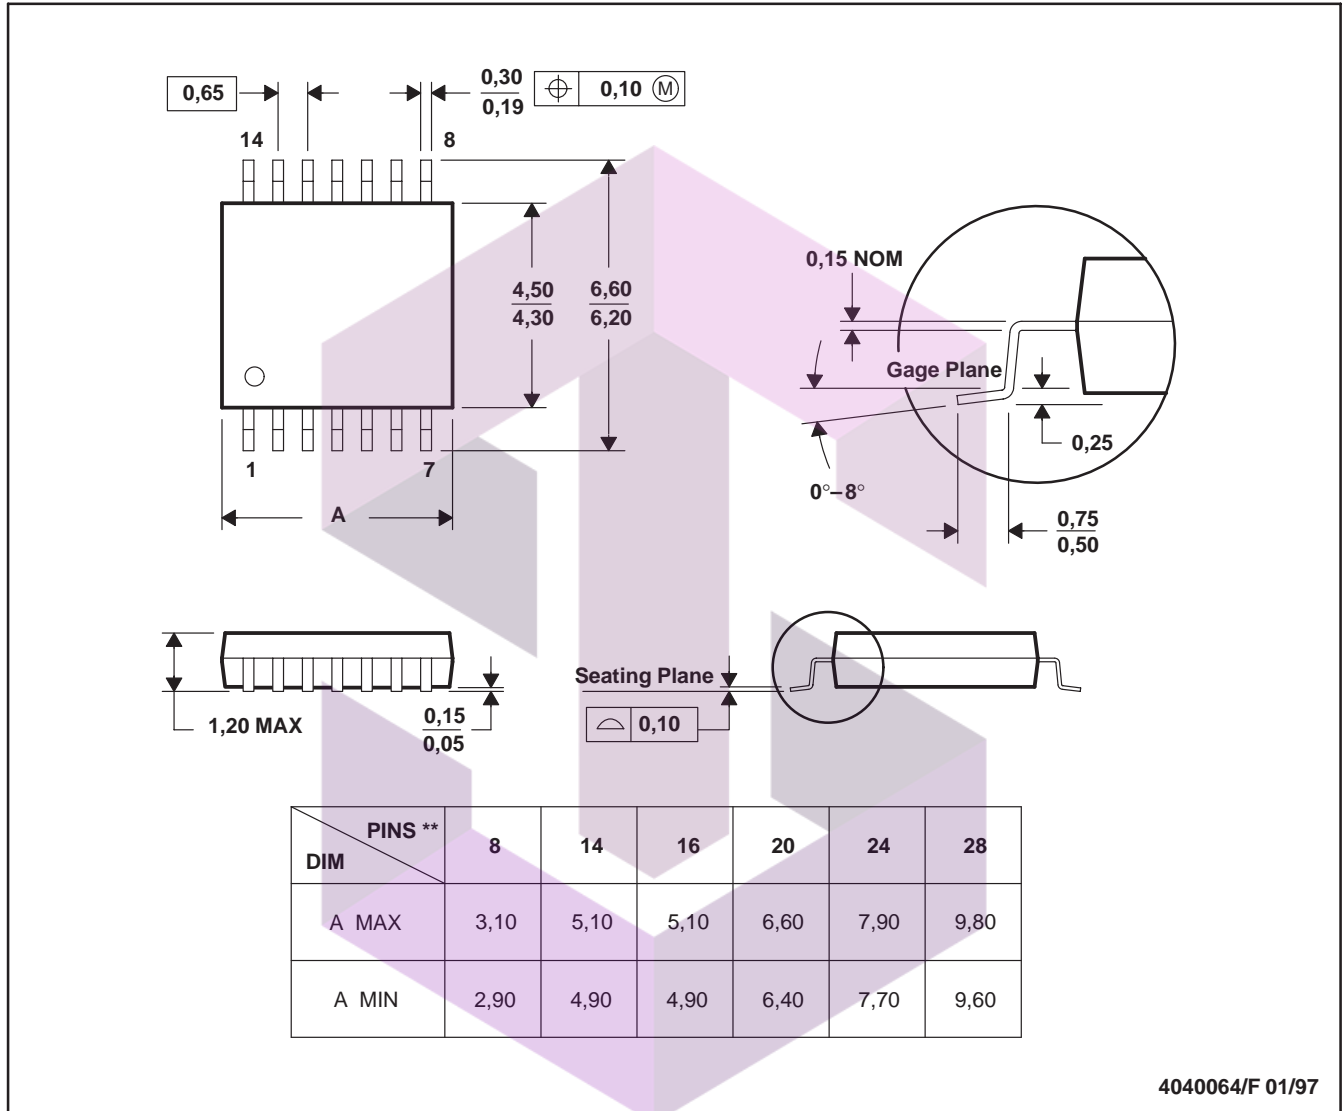 0,65
0,30
0,19
0,10 M
14
8
4,50
4,30
6,60
6,20
1
7
A
0,15 NOM
Gage Plane
0,25
0°–8°
0,75
0,50
1,20 MAX
0,15
0,05
Seating Plane
0,10
PINS **
DIM
8 14 16 20 24 28
A MAX 3,10 5,10 5,10 6,60 7,90 9,80
A MIN 2,90 4,90 4,90 6,40 7,70 9,60
4040064/F 01/97